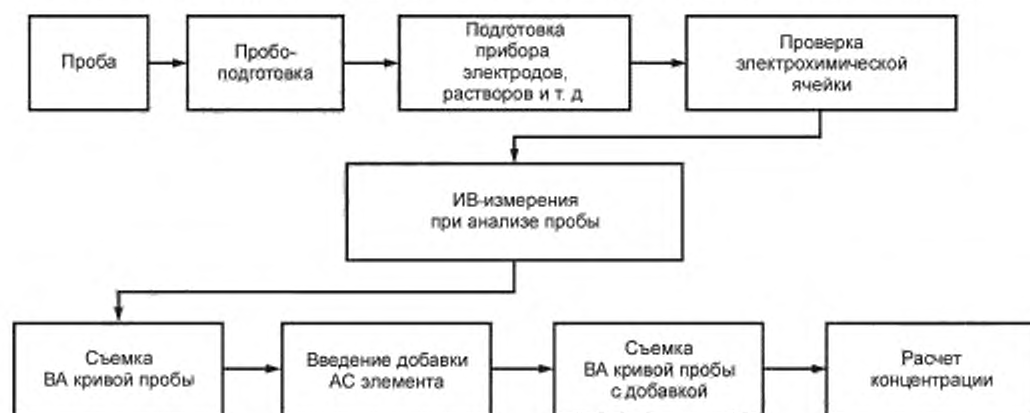 Проба
Пробо-
подготовка
Подготовка
прибора
электродов,
растворов и т. д
Проверка
электрохимической
ячейки
ИВ-измерения
при анализе пробы
Съемка
ВА кривой пробы
Введение добавки
АС элемента
Съемка
ВА кривой пробы
с добавкой
Расчет
концентрации